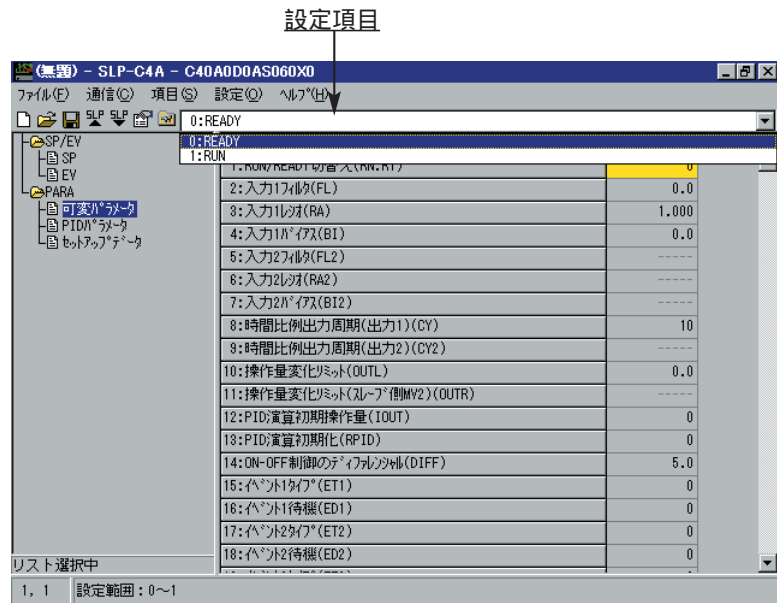 設定項目
(無題) - SLP-C4A - C40A0D0AS060X0
ファイル(F) 通信(C) 項目(S) 設定(O) ヘルプ(H)
SLP SLP 0:READY
0:READY
1:RUN
SP/EV
SP
EV
PARA
可変パラメータ
PIDパラメータ
セットアップデータ
1:RUN/READY切替え(RN.R1) 0
2:入力1フィルタ(FL) 0.0
3:入力1レシオ(RA) 1.000
4:入力1バイアス(BI) 0.0
5:入力2フィルタ(FL2) -----
6:入力2レシオ(RA2) -----
7:入力2バイアス(BI2) -----
8:時間比例出力周期(出力1)(CY) 10
9:時間比例出力周期(出力2)(CY2) -----
10:操作量変化リミット(OUTL) 0.0
11:操作量変化リミット(スレーブ側MV2)(OUTR) -----
12:PID演算初期操作量(IOUT) 0
13:PID演算初期化(RPID) 0
14:ON-OFF制御のディファレンシャル(DIFF) 5.0
15:イベント1タイプ(ET1) 0
16:イベント1待機(ED1) 0
17:イベント2タイプ(ET2) 0
18:イベント2待機(ED2) 0
リスト選択中
1, 1 設定範囲:0～1